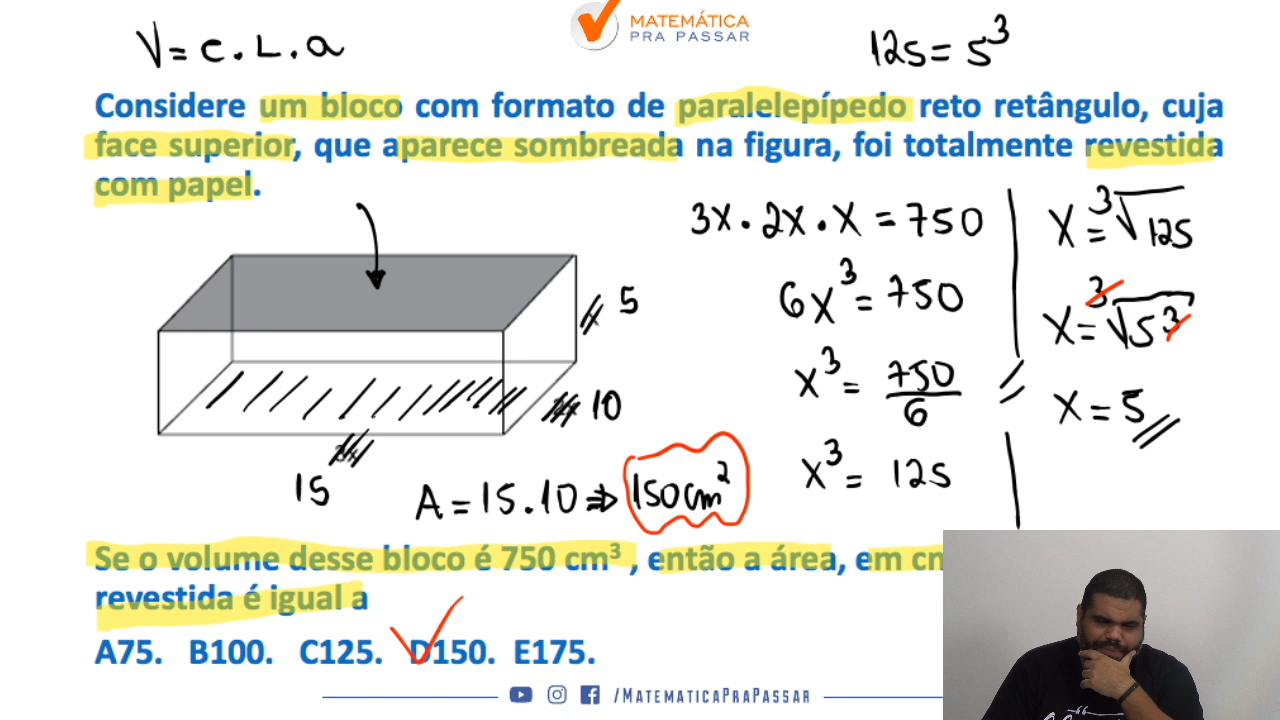 V = C . L . a
MATEMÁTICA
PRA PASSAR
125 = 5³
Considere um bloco com formato de paralelepípedo reto retângulo, cuja
face superior, que aparece sombreada na figura, foi totalmente revestida
com papel.
3X . 2X . X = 750
6X³ = 750
X³ = 750/6
X³ = 125
X = ³√125
X = ³√5³
X = 5
5
10
15
A = 15.10 ⇒ 150cm²
Se o volume desse bloco é 750 cm³ , então a área, em
revestida é igual a
A75. B100. C125. D150. E175.
/MATEMATICAPRAPASSAR